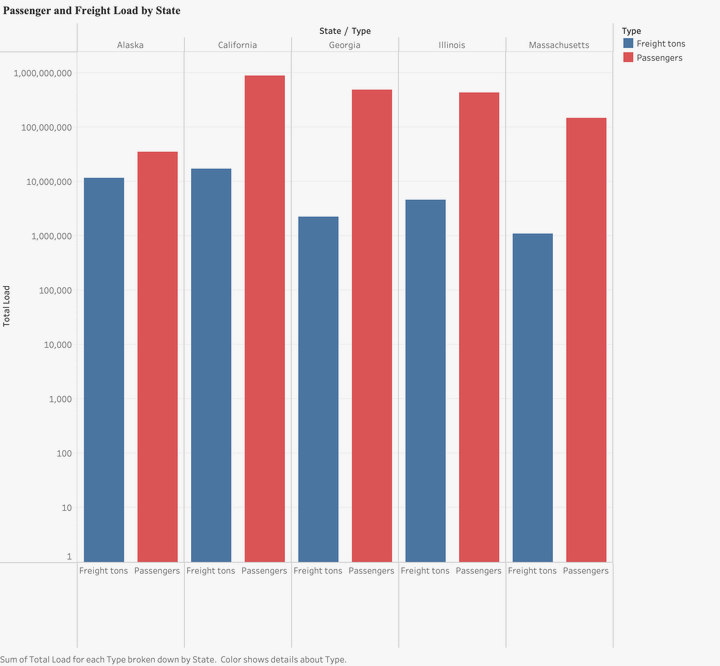 Passenger and Freight Load by State
State / Type
Alaska California Georgia Illinois Massachusetts
Type
Freight tons
Passengers
Total Load
1,000,000,000
100,000,000
10,000,000
1,000,000
100,000
10,000
1,000
100
10
1
Freight tons Passengers Freight tons Passengers Freight tons Passengers Freight tons Passengers Freight tons Passengers
Sum of Total Load for each Type broken down by State. Color shows details about Type.